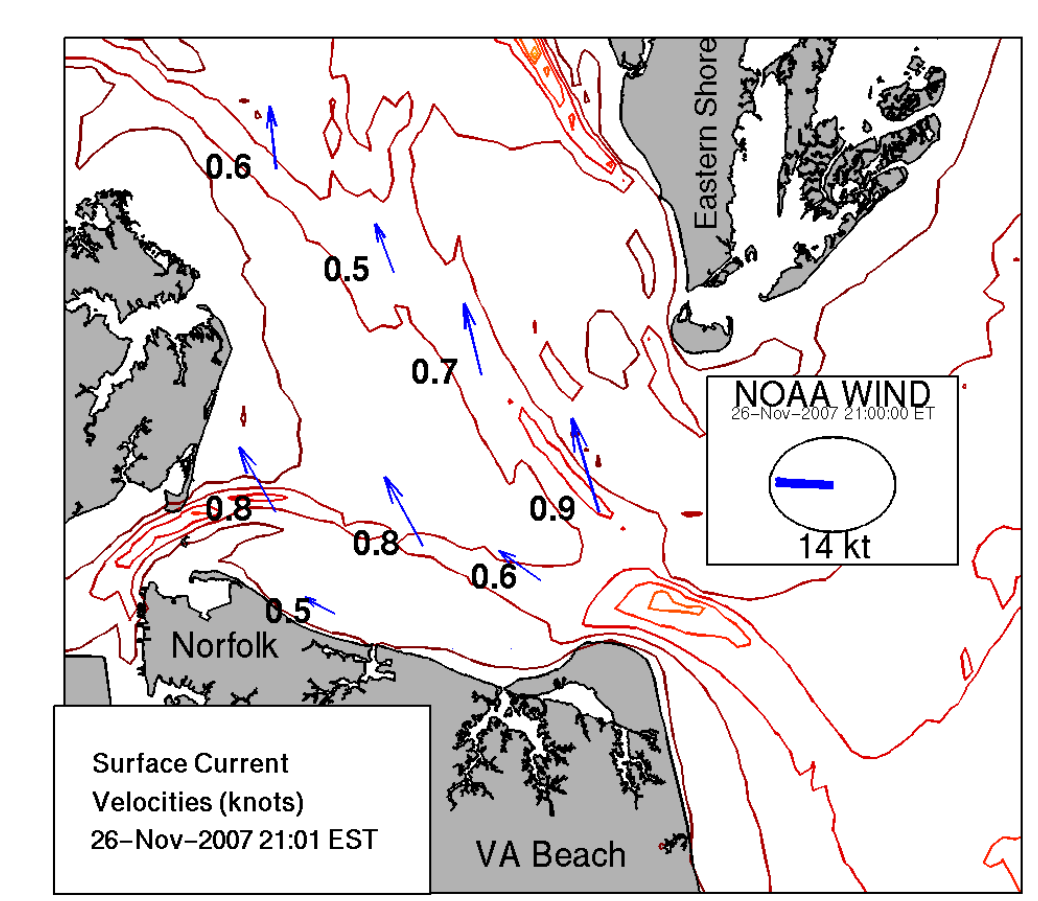 Eastern Shore
0.6
0.5
0.7
NOAA WIND
26-Nov-2007 21:00:00 ET
14 kt
0.8
0.9
0.8
0.6
0.5
Norfolk
Surface Current
Velocities (knots)
26-Nov-2007 21:01 EST
VA Beach